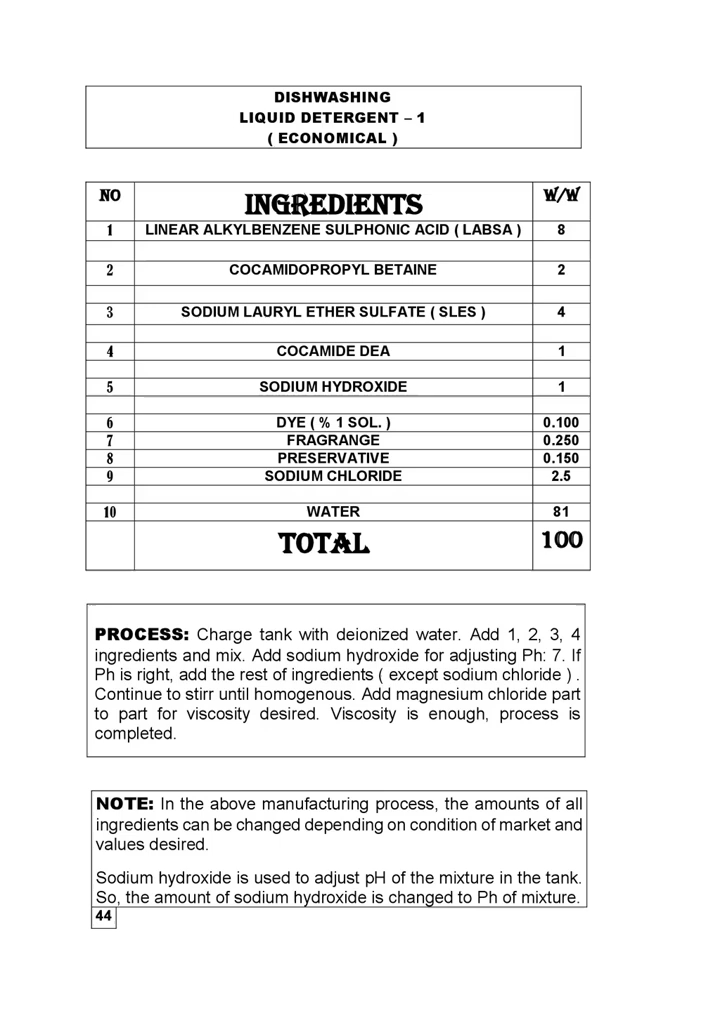 DISHWASHING
LIQUID DETERGENT – 1
( ECONOMICAL )
NO INGREDIENTS W/W
1 LINEAR ALKYLBENZENE SULPHONIC ACID ( LABSA ) 8
2 COCAMIDOPROPYL BETAINE 2
3 SODIUM LAURYL ETHER SULFATE ( SLES ) 4
4 COCAMIDE DEA 1
5 SODIUM HYDROXIDE 1
6 DYE ( % 1 SOL. ) 0.100
7 FRAGRANGE 0.250
8 PRESERVATIVE 0.150
9 SODIUM CHLORIDE 2.5
10 WATER 81
TOTAL 100
PROCESS: Charge tank with deionized water. Add 1, 2, 3, 4
ingredients and mix. Add sodium hydroxide for adjusting Ph: 7. If
Ph is right, add the rest of ingredients ( except sodium chloride ) .
Continue to stirr until homogenous. Add magnesium chloride part
to part for viscosity desired. Viscosity is enough, process is
completed.
NOTE: In the above manufacturing process, the amounts of all
ingredients can be changed depending on condition of market and
values desired.
Sodium hydroxide is used to adjust pH of the mixture in the tank.
So, the amount of sodium hydroxide is changed to Ph of mixture.
44